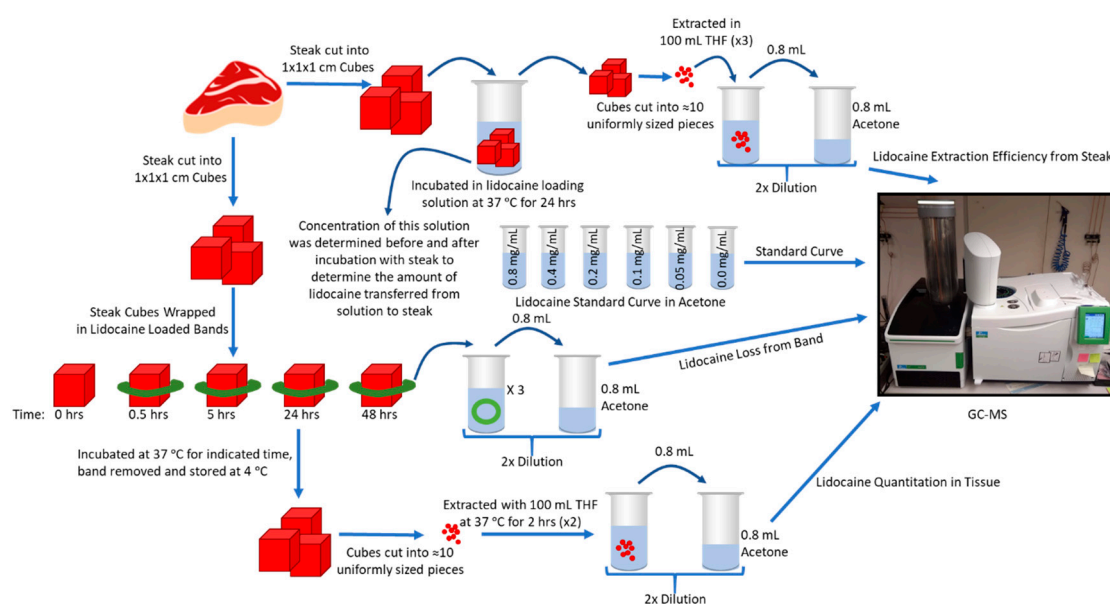 Steak cut into
1x1x1 cm Cubes
Extracted in
100 mL THF (x3)
0.8 mL
Cubes cut into ≈10
uniformly sized pieces
0.8 mL
Acetone
2x Dilution
Lidocaine Extraction Efficiency from Steak
Steak cut into
1x1x1 cm Cubes
Incubated in lidocaine loading
solution at 37 °C for 24 hrs
Concentration of this solution
was determined before and after
incubation with steak to
determine the amount of
lidocaine transferred from
solution to steak
0.8 mg/mL
0.4 mg/mL
0.2 mg/mL
0.1 mg/mL
0.05 mg/mL
0.0 mg/mL
Lidocaine Standard Curve in Acetone
Standard Curve
Steak Cubes Wrapped
in Lidocaine Loaded Bands
Time:
0 hrs
0.5 hrs
5 hrs
24 hrs
48 hrs
0.8 mL
X 3
0.8 mL
Acetone
2x Dilution
Lidocaine Loss from Band
GC-MS
Incubated at 37 °C for indicated time,
band removed and stored at 4 °C
Cubes cut into ≈10
uniformly sized pieces
Extracted with 100 mL THF
at 37 °C for 2 hrs (x2)
0.8 mL
0.8 mL
Acetone
2x Dilution
Lidocaine Quantitation in Tissue